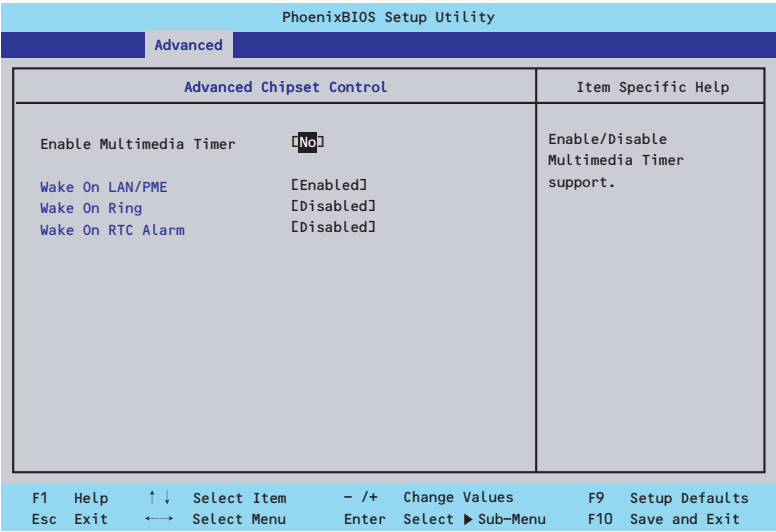 PhoenixBIOS Setup Utility
Advanced
Advanced Chipset Control
Item Specific Help
Enable Multimedia Timer [No]
Wake On LAN/PME [Enabled]
Wake On Ring [Disabled]
Wake On RTC Alarm [Disabled]
Enable/Disable
Multimedia Timer
support.
F1 Help ↑↓ Select Item - /+ Change Values F9 Setup Defaults
Esc Exit ←→ Select Menu Enter Select ▶ Sub-Menu F10 Save and Exit